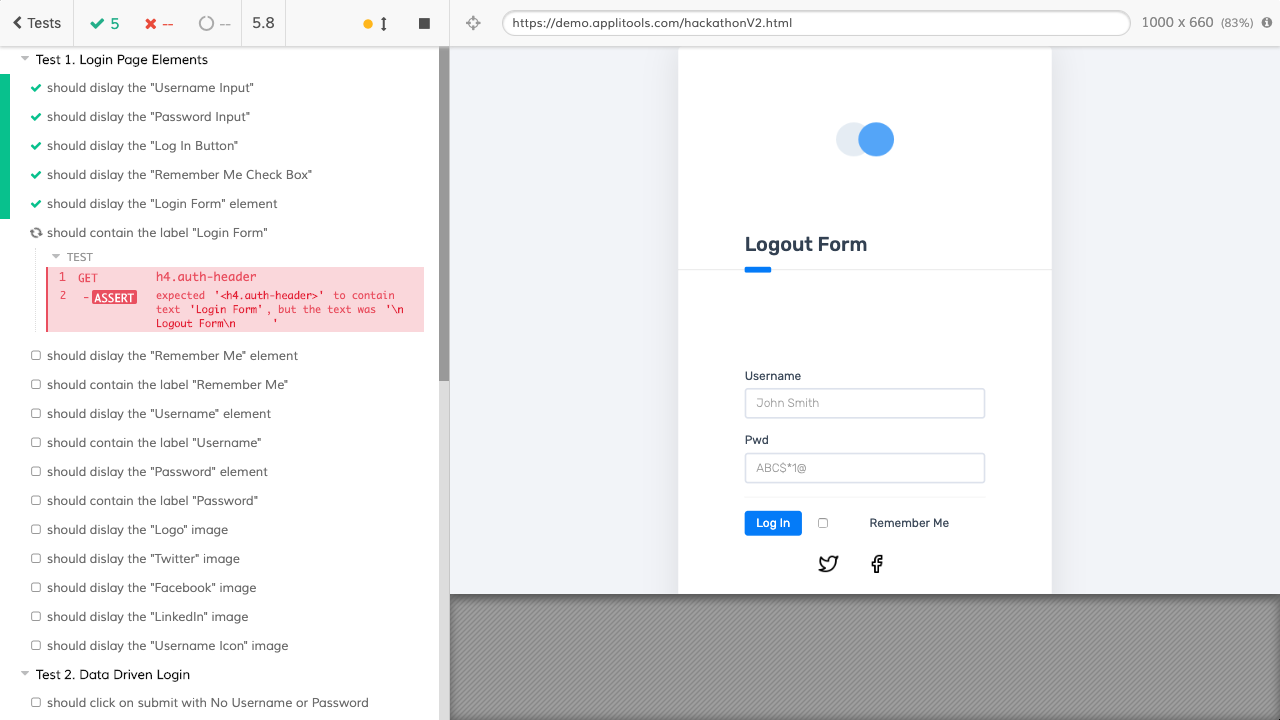 Tests
5
--
--
5.8
https://demo.applitools.com/hackathonV2.html
1000 x 660 (83%)
Test 1. Login Page Elements
should dislay the "Username Input"
should dislay the "Password Input"
should dislay the "Log In Button"
should dislay the "Remember Me Check Box"
should dislay the "Login Form" element
should contain the label "Login Form"
TEST
1 GET h4.auth-header
2 -ASSERT expected '<h4.auth-header>' to contain
text 'Login Form', but the text was '\n
Logout Form\n '
should dislay the "Remember Me" element
should contain the label "Remember Me"
should dislay the "Username" element
should contain the label "Username"
should dislay the "Password" element
should contain the label "Password"
should dislay the "Logo" image
should dislay the "Twitter" image
should dislay the "Facebook" image
should dislay the "LinkedIn" image
should dislay the "Username Icon" image
Test 2. Data Driven Login
should click on submit with No Username or Password
Logout Form
Username
John Smith
Pwd
ABC$*1@
Log In
Remember Me